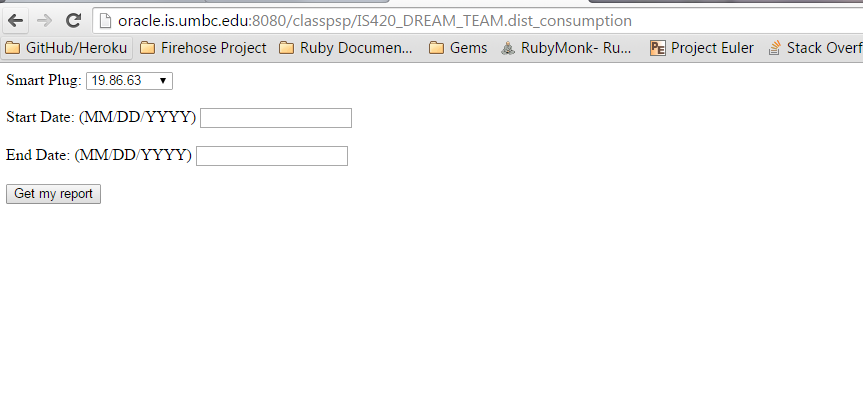 oracle.is.umbc.edu:8080/classpsp/IS420_DREAM_TEAM.dist_consumption
GitHub/Heroku Firehose Project Ruby Documen... Gems RubyMonk- Ru... PE Project Euler Stack Overf
Smart Plug: 19.86.63
Start Date: (MM/DD/YYYY)
End Date: (MM/DD/YYYY)
Get my report